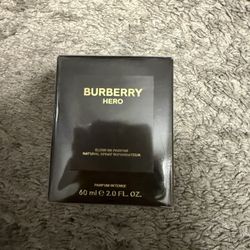 BURBERRY
HERO
ELIXIR DE PARFUM
NATURAL SPRAY VAPORISATEUR
PARFUM INTENSE
60 ml e 2.0 FL. OZ.